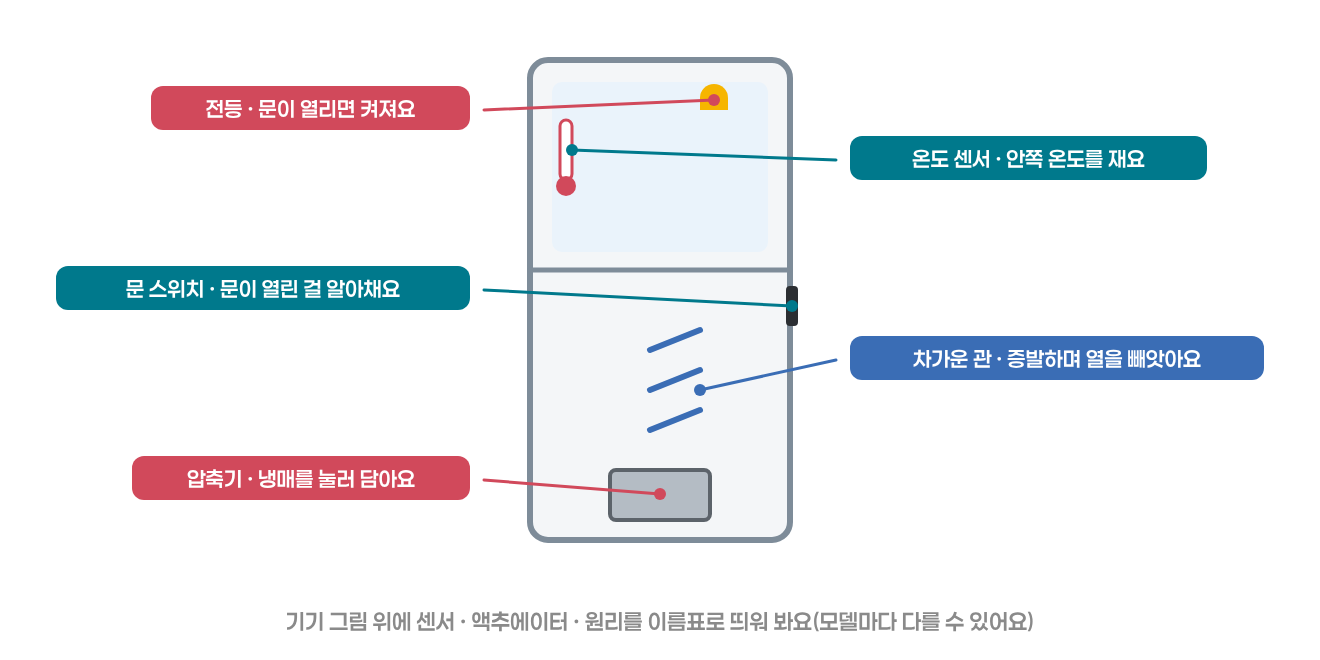 전등 · 문이 열리면 켜져요
온도 센서 · 안쪽 온도를 재요
문 스위치 · 문이 열린 걸 알아채요
차가운 관 · 증발하며 열을 빼앗아요
압축기 · 냉매를 눌러 담아요
기기 그림 위에 센서 · 액추에이터 · 원리를 이름표로 띄워 봐요(모델마다 다를 수 있어요)